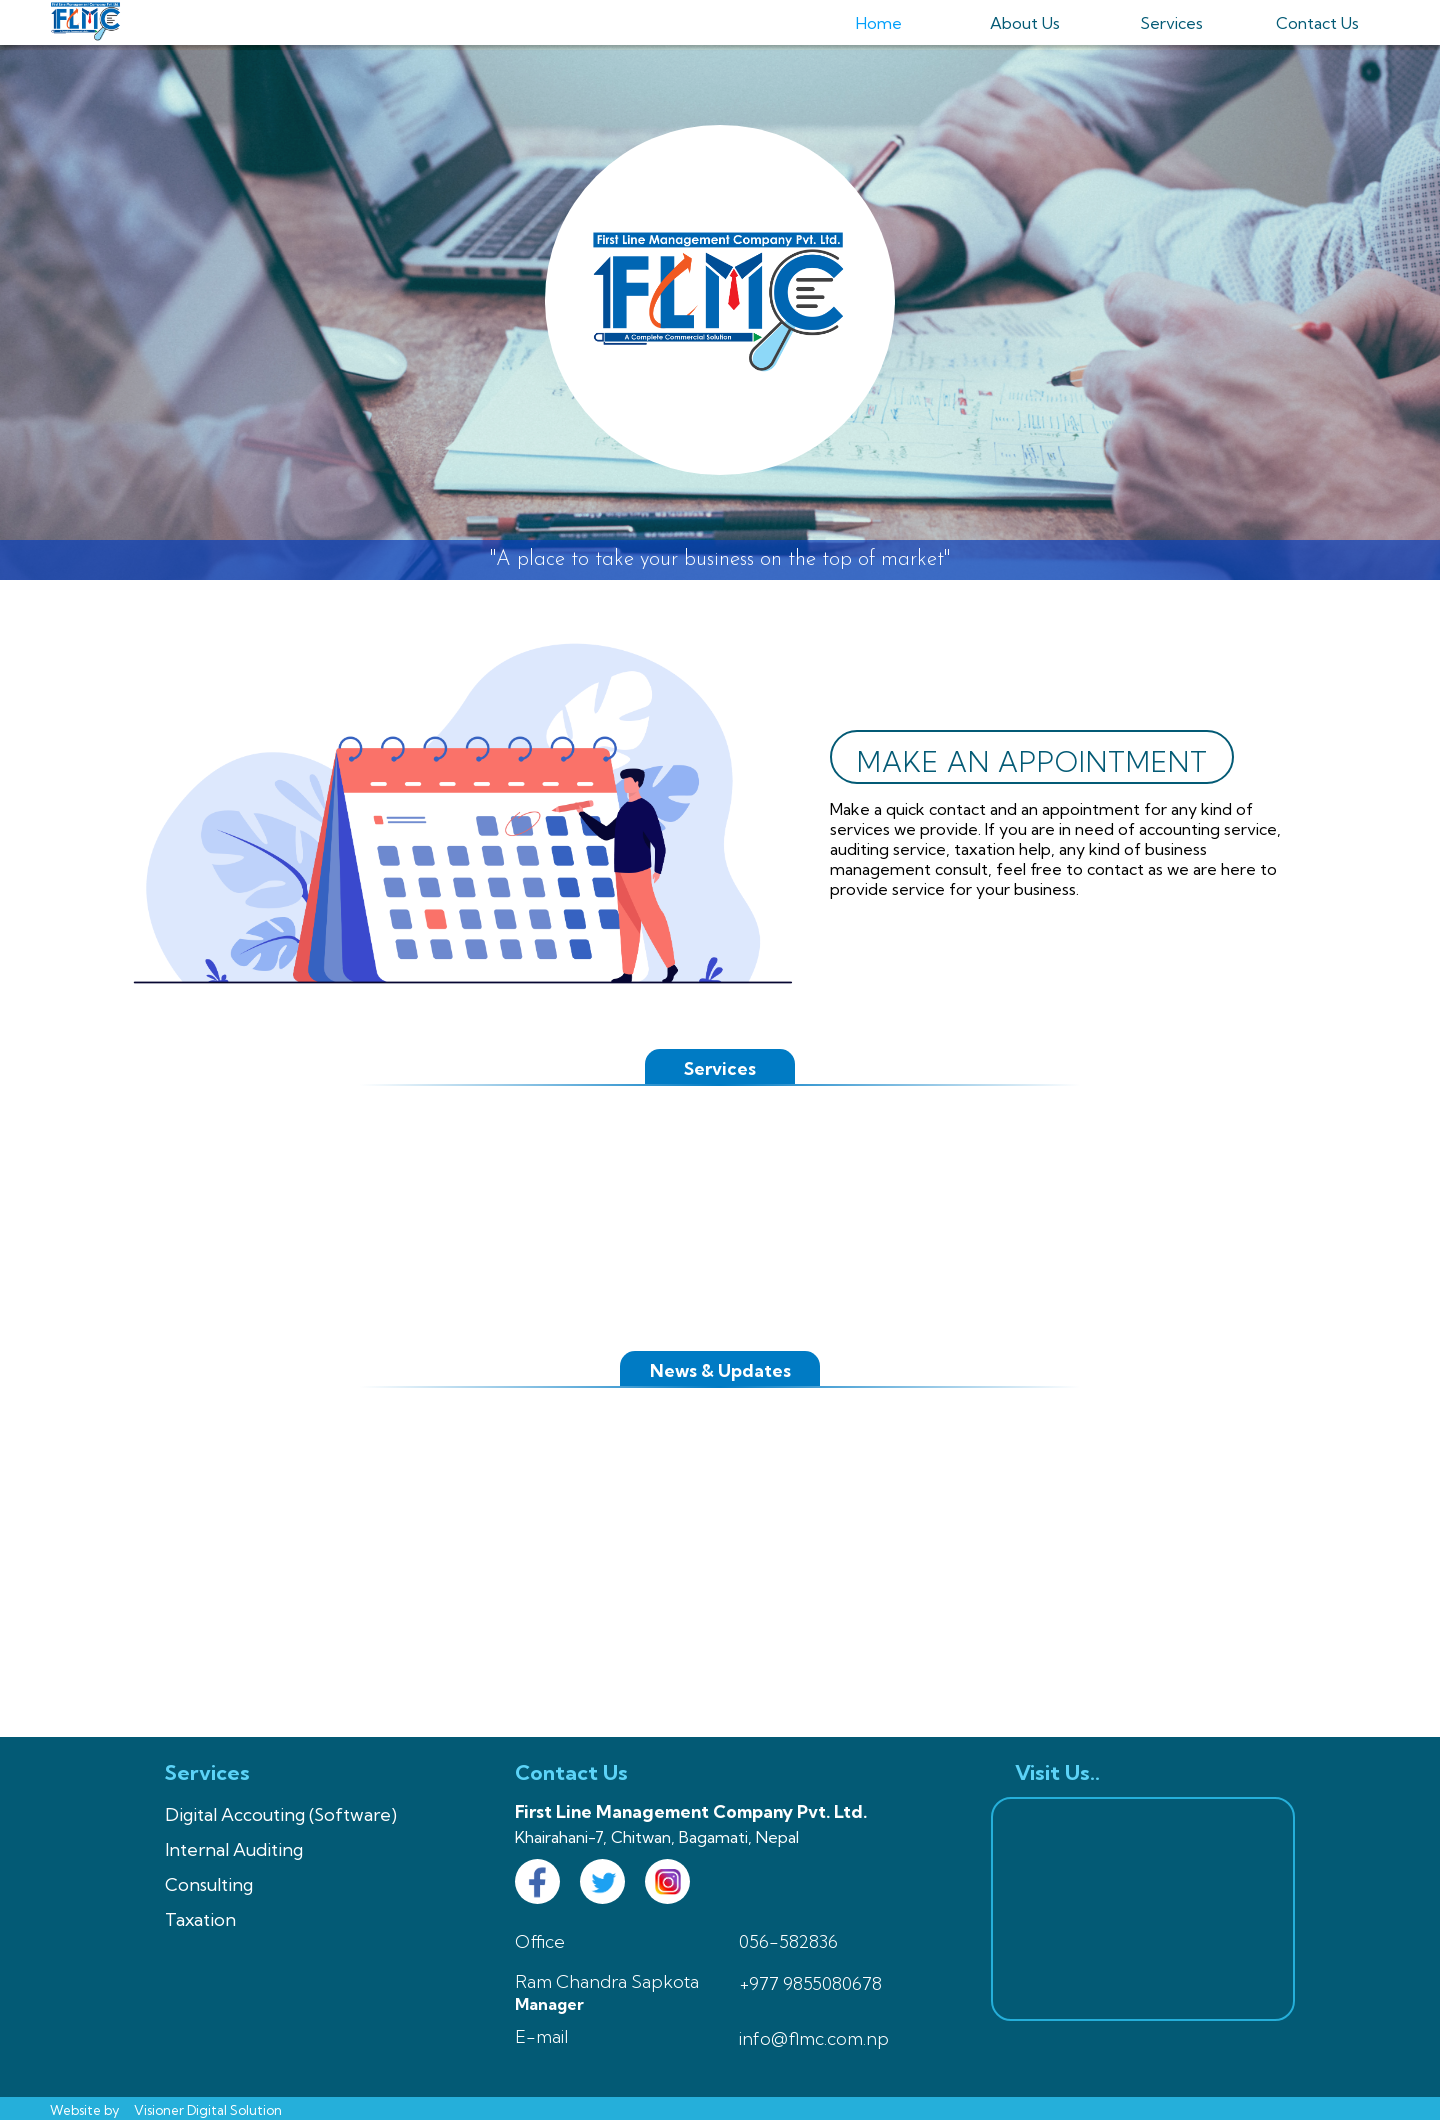 Home
About Us
Services
Contact Us
First Line Management Company Pvt. Ltd.
FLMC
A Complete Commercial Solution
"A place to take your business on the top of market"
MAKE AN APPOINTMENT
Make a quick contact and an appointment for any kind of
services we provide. If you are in need of accounting service,
auditing service, taxation help, any kind of business
management consult, feel free to contact as we are here to
provide service for your business.
Services
News & Updates
Services
Digital Accouting (Software)
Internal Auditing
Consulting
Taxation
Contact Us
First Line Management Company Pvt. Ltd.
Khairahani-7, Chitwan, Bagamati, Nepal
Office 056-582836
Ram Chandra Sapkota +977 9855080678
Manager
E-mail info@flmc.com.np
Visit Us..
Website by Visioner Digital Solution